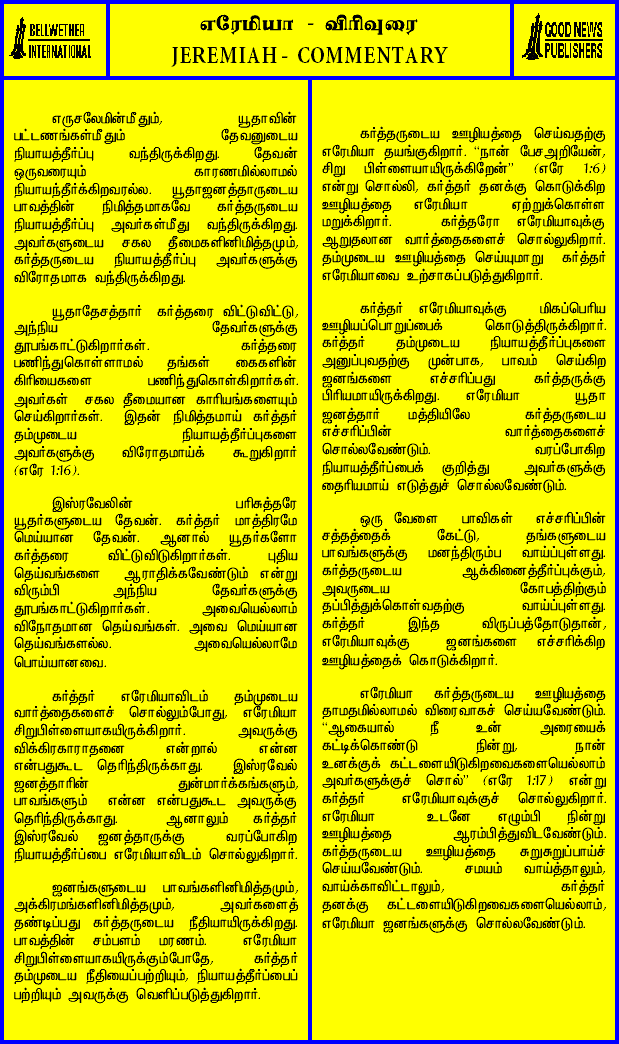 BELLWETHER
INTERNATIONAL
எரேமியா - விரிவுரை
JEREMIAH - COMMENTARY
GOOD NEWS
PUBLISHERS
எருசலேமின்மீதும், யூதாவின்
பட்டணங்கள்மீதும் தேவனுடைய
நியாயத்தீர்ப்பு வந்திருக்கிறது. தேவன்
ஒருவரையும் காரணமில்லாமல்
நியாயந்தீர்க்கிறவரல்ல. யூதாஜனத்தாருடைய
பாவத்தின் நிமித்தமாகவே கர்த்தருடைய
நியாயத்தீர்ப்பு அவர்கள்மீது வந்திருக்கிறது.
அவர்களுடைய சகல தீமைகளினிமித்தமும்,
கர்த்தருடைய நியாயத்தீர்ப்பு அவர்களுக்கு
விரோதமாக வந்திருக்கிறது.
யூதாதேசத்தார் கர்த்தரை விட்டுவிட்டு,
அந்நிய தேவர்களுக்கு
தூபங்காட்டுகிறார்கள். கர்த்தரை
பணிந்துகொள்ளாமல் தங்கள் கைகளின்
கிரியைகளை பணிந்துகொள்கிறார்கள்.
அவர்கள் சகல தீமையான காரியங்களையும்
செய்கிறார்கள். இதன் நிமித்தமாய் கர்த்தர்
தம்முடைய நியாயத்தீர்ப்புகளை
அவர்களுக்கு விரோதமாய்க் கூறுகிறார்
(எரே 1:16).
இஸ்ரவேலின் பரிசுத்தரே
யூதர்களுடைய தேவன். கர்த்தர் மாத்திரமே
மெய்யான தேவன். ஆனால் யூதர்களோ
கர்த்தரை விட்டுவிடுகிறார்கள். புதிய
தெய்வங்களை ஆராதிக்கவேண்டும் என்று
விரும்பி அந்நிய தேவர்களுக்கு
தூபங்காட்டுகிறார்கள். அவையெல்லாம்
விநோதமான தெய்வங்கள். அவை மெய்யான
தெய்வங்களல்ல. அவையெல்லாமே
பொய்யானவை.
கர்த்தர் எரேமியாவிடம் தம்முடைய
வார்த்தைகளைச் சொல்லும்போது, எரேமியா
சிறுபிள்ளையாகயிருக்கிறார். அவருக்கு
விக்கிரகாராதனை என்றால் என்ன
என்பதுகூட தெரிந்திருக்காது. இஸ்ரவேல்
ஜனத்தாரின் துன்மார்க்கங்களும்,
பாவங்களும் என்ன என்பதுகூட அவருக்கு
தெரிந்திருக்காது. ஆனாலும் கர்த்தர்
இஸ்ரவேல் ஜனத்தாருக்கு வரப்போகிற
நியாயத்தீர்ப்பை எரேமியாவிடம் சொல்லுகிறார்.
ஜனங்களுடைய பாவங்களினிமித்தமும்,
அக்கிரமங்களினிமித்தமும், அவர்களைத்
தண்டிப்பது கர்த்தருடைய நீதியாயிருக்கிறது.
பாவத்தின் சம்பளம் மரணம். எரேமியா
சிறுபிள்ளையாகயிருக்கும்போதே, கர்த்தர்
தம்முடைய நீதியைப்பற்றியும், நியாயத்தீர்ப்பைப்
பற்றியும் அவருக்கு வெளிப்படுத்துகிறார்.
கர்த்தருடைய ஊழியத்தை செய்வதற்கு
எரேமியா தயங்குகிறார். “நான் பேசஅறியேன்,
சிறு பிள்ளையாயிருக்கிறேன்” (எரே 1:6)
என்று சொல்லி, கர்த்தர் தனக்கு கொடுக்கிற
ஊழியத்தை எரேமியா ஏற்றுக்கொள்ள
மறுக்கிறார். கர்த்தரோ எரேமியாவுக்கு
ஆறுதலான வார்த்தைகளைச் சொல்லுகிறார்.
தம்முடைய ஊழியத்தை செய்யுமாறு கர்த்தர்
எரேமியாவை உற்சாகப்படுத்துகிறார்.
கர்த்தர் எரேமியாவுக்கு மிகப்பெரிய
ஊழியப்பொறுப்பைக் கொடுத்திருக்கிறார்.
கர்த்தர் தம்முடைய நியாயத்தீர்ப்புகளை
அனுப்புவதற்கு முன்பாக, பாவம் செய்கிற
ஜனங்களை எச்சரிப்பது கர்த்தருக்கு
பிரியமாயிருக்கிறது. எரேமியா யூதா
ஜனத்தார் மத்தியிலே கர்த்தருடைய
எச்சரிப்பின் வார்த்தைகளைச்
சொல்லவேண்டும். வரப்போகிற
நியாயத்தீர்ப்பைக் குறித்து அவர்களுக்கு
தைரியமாய் எடுத்துச் சொல்லவேண்டும்.
ஒரு வேளை பாவிகள் எச்சரிப்பின்
சத்தத்தைக் கேட்டு, தங்களுடைய
பாவங்களுக்கு மனந்திரும்ப வாய்ப்புள்ளது.
கர்த்தருடைய ஆக்கினைத்தீர்ப்புக்கும்,
அவருடைய கோபத்திற்கும்
தப்பித்துக்கொள்வதற்கு வாய்ப்புள்ளது.
கர்த்தர் இந்த விருப்பத்தோடுதான்,
எரேமியாவுக்கு ஜனங்களை எச்சரிக்கிற
ஊழியத்தைக் கொடுக்கிறார்.
எரேமியா கர்த்தருடைய ஊழியத்தை
தாமதமில்லாமல் விரைவாகச் செய்யவேண்டும்.
“ஆகையால் நீ உன் அரையைக்
கட்டிக்கொண்டு நின்று, நான்
உனக்குக் கட்டளையிடுகிறவைகளையெல்லாம்
அவர்களுக்குச் சொல்” (எரே 1:17) என்று
கர்த்தர் எரேமியாவுக்குச் சொல்லுகிறார்.
எரேமியா உடனே எழும்பி நின்று
ஊழியத்தை ஆரம்பித்துவிடவேண்டும்.
கர்த்தருடைய ஊழியத்தை சுறுசுறுப்பாய்ச்
செய்யவேண்டும். சமயம் வாய்த்தாலும்,
வாய்க்காவிட்டாலும், கர்த்தர்
தனக்கு கட்டளையிடுகிறவைகளையெல்லாம்,
எரேமியா ஜனங்களுக்கு சொல்லவேண்டும்.